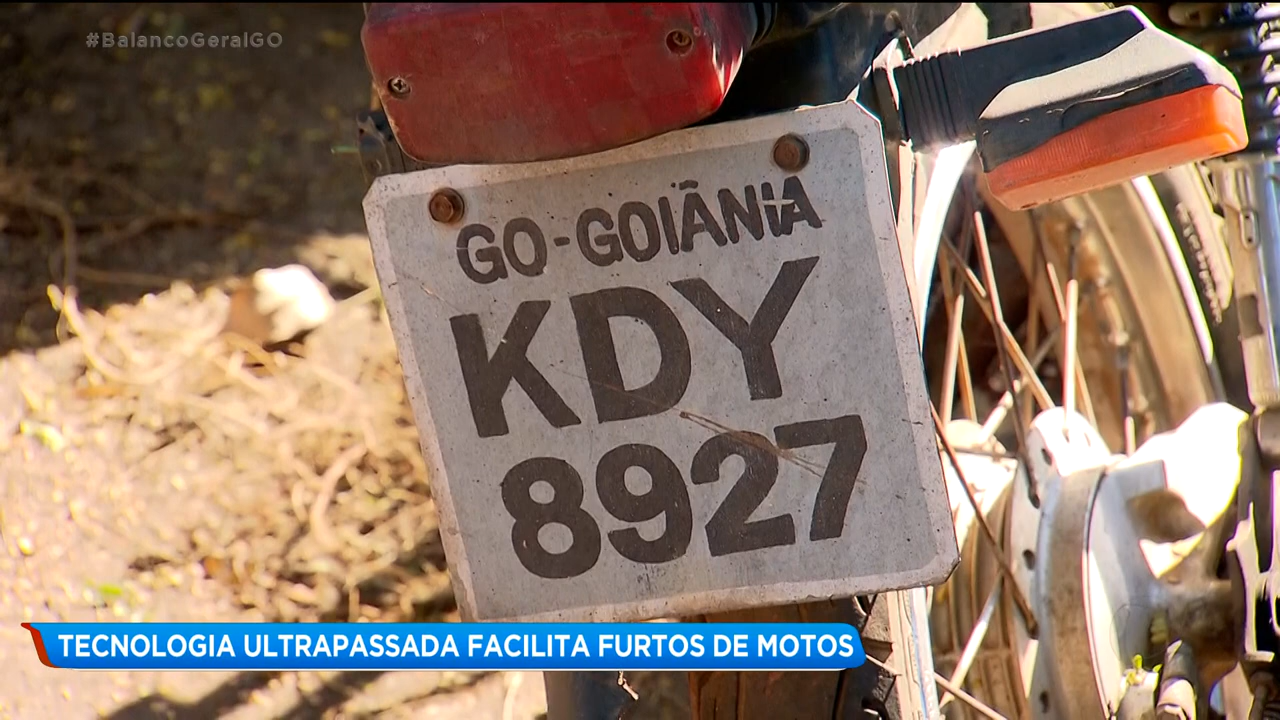 #BalancoGeralGO
GO-GOIÂNIA
KDY
8927
TECNOLOGIA ULTRAPASSADA FACILITA FURTOS DE MOTOS